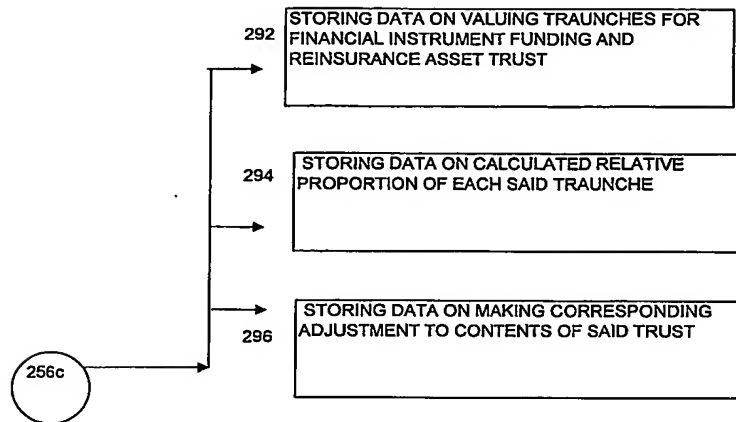 292
STORING DATA ON VALUING TRAUNCHES FOR
FINANCIAL INSTRUMENT FUNDING AND
REINSURANCE ASSET TRUST
294
STORING DATA ON CALCULATED RELATIVE
PROPORTION OF EACH SAID TRAUNCHE
STORING DATA ON MAKING CORRESPONDING
296
ADJUSTMENT TO CONTENTS OF SAID TRUST
256c